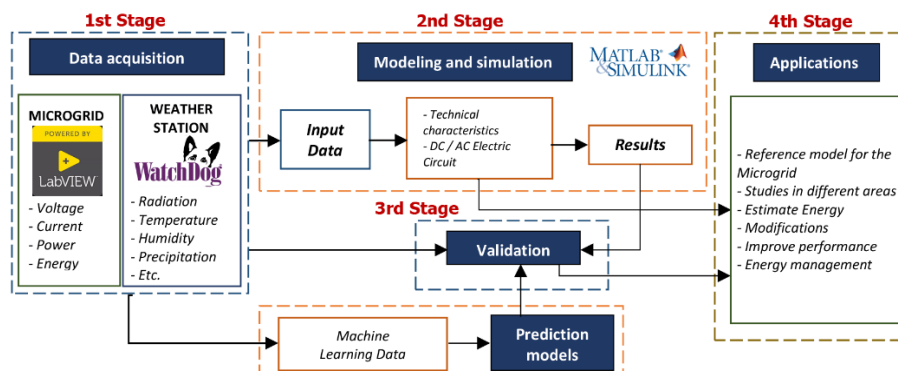 1st Stage
Data acquisition
MICROGRID
POWERED BY
LabVIEW™
- Voltage
- Current
- Power
- Energy
WEATHER
STATION
WatchDog®
- Radiation
- Temperature
- Humidity
- Precipitation
- Etc.
2nd Stage
Modeling and simulation
MATLAB
&SIMULINK®
Input
Data
- Technical
characteristics
- DC / AC Electric
Circuit
Results
3rd Stage
Validation
Machine
Learning Data
Prediction
models
4th Stage
Applications
- Reference model for the
Microgrid
- Studies in different areas
- Estimate Energy
- Modifications
- Improve performance
- Energy management